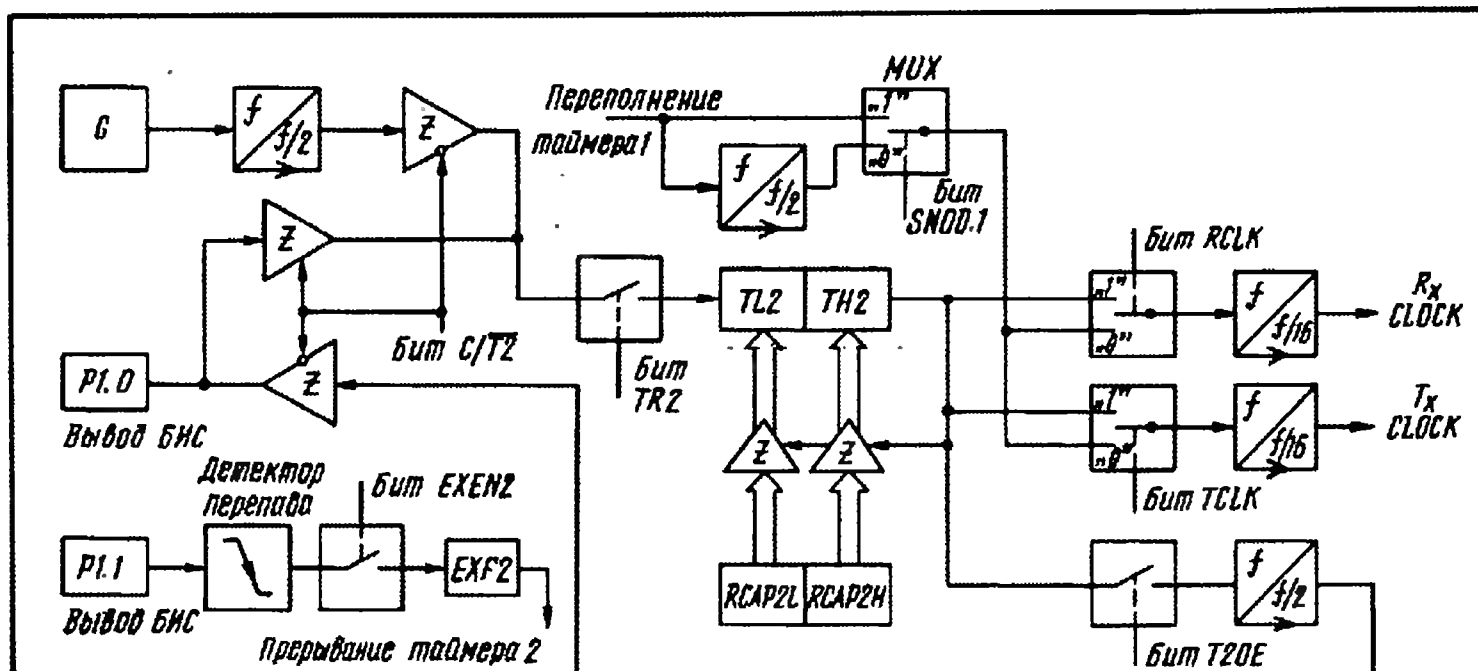 G
f
f/2
Z
Переполнение
таймера 1
MUX
„1"
„0"
f
f/2
Бит
SMOD.1
Z
Бит C/T2
Z
P1.0
Вывод БИС
Бит
TR2
TL2
TH2
Z
Z
RCAP2L
RCAP2H
Бит RCLK
„1"
„0"
f
f/16
Rx
CLOCK
„1"
„0"
f
f/16
Tx
CLOCK
Бит TCLK
Детектор
перепада
Бит EXEN2
P1.1
Вывод БИС
EXF2
Прерывание таймера 2
f
f/2
Бит T2OE